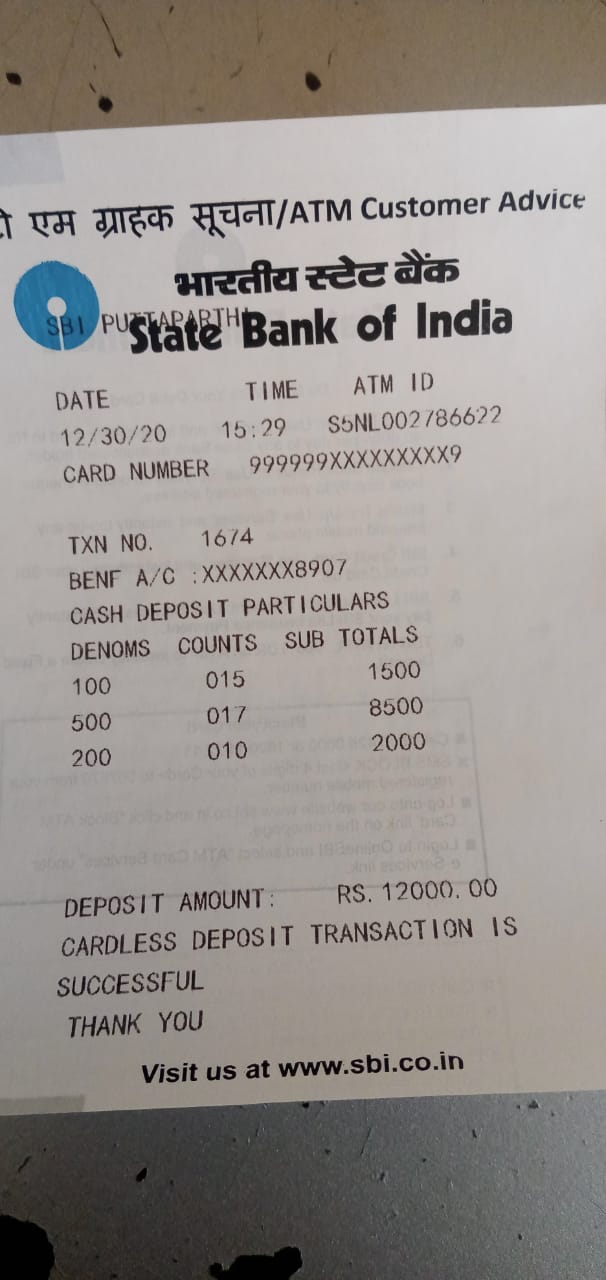 एम ग्राहक सूचना/ATM Customer Advice
भारतीय स्टेट बैंक
SBI PUTTAPARTHI
State Bank of India
DATE TIME ATM ID
12/30/20 15:29 S5NL002786622
CARD NUMBER 999999XXXXXXXXX9
TXN NO. 1674
BENF A/C :XXXXXXX8907
CASH DEPOSIT PARTICULARS
DENOMS COUNTS SUB TOTALS
100 015 1500
500 017 8500
200 010 2000
DEPOSIT AMOUNT: RS. 12000.00
CARDLESS DEPOSIT TRANSACTION IS
SUCCESSFUL
THANK YOU
Visit us at www.sbi.co.in